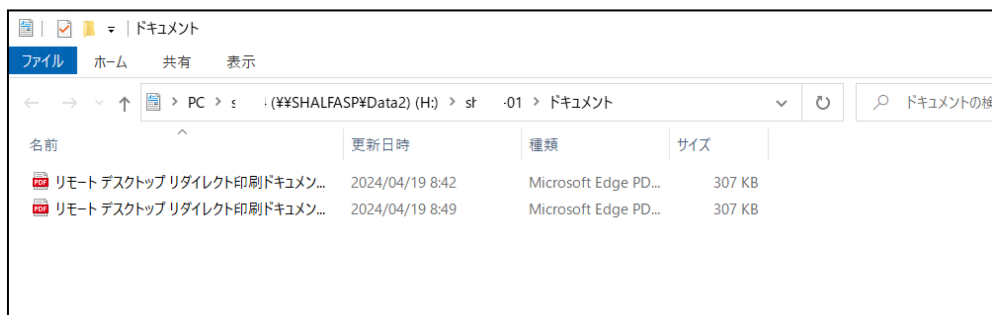 ドキュメント
ファイル ホーム 共有 表示
PC > s (¥¥SHALFASP¥Data2) (H:) > sh -01 > ドキュメント ドキュメントの検
名前 更新日時 種類 サイズ
リモート デスクトップ リダイレクト印刷ドキュメン... 2024/04/19 8:42 Microsoft Edge PD... 307 KB
リモート デスクトップ リダイレクト印刷ドキュメン... 2024/04/19 8:49 Microsoft Edge PD... 307 KB